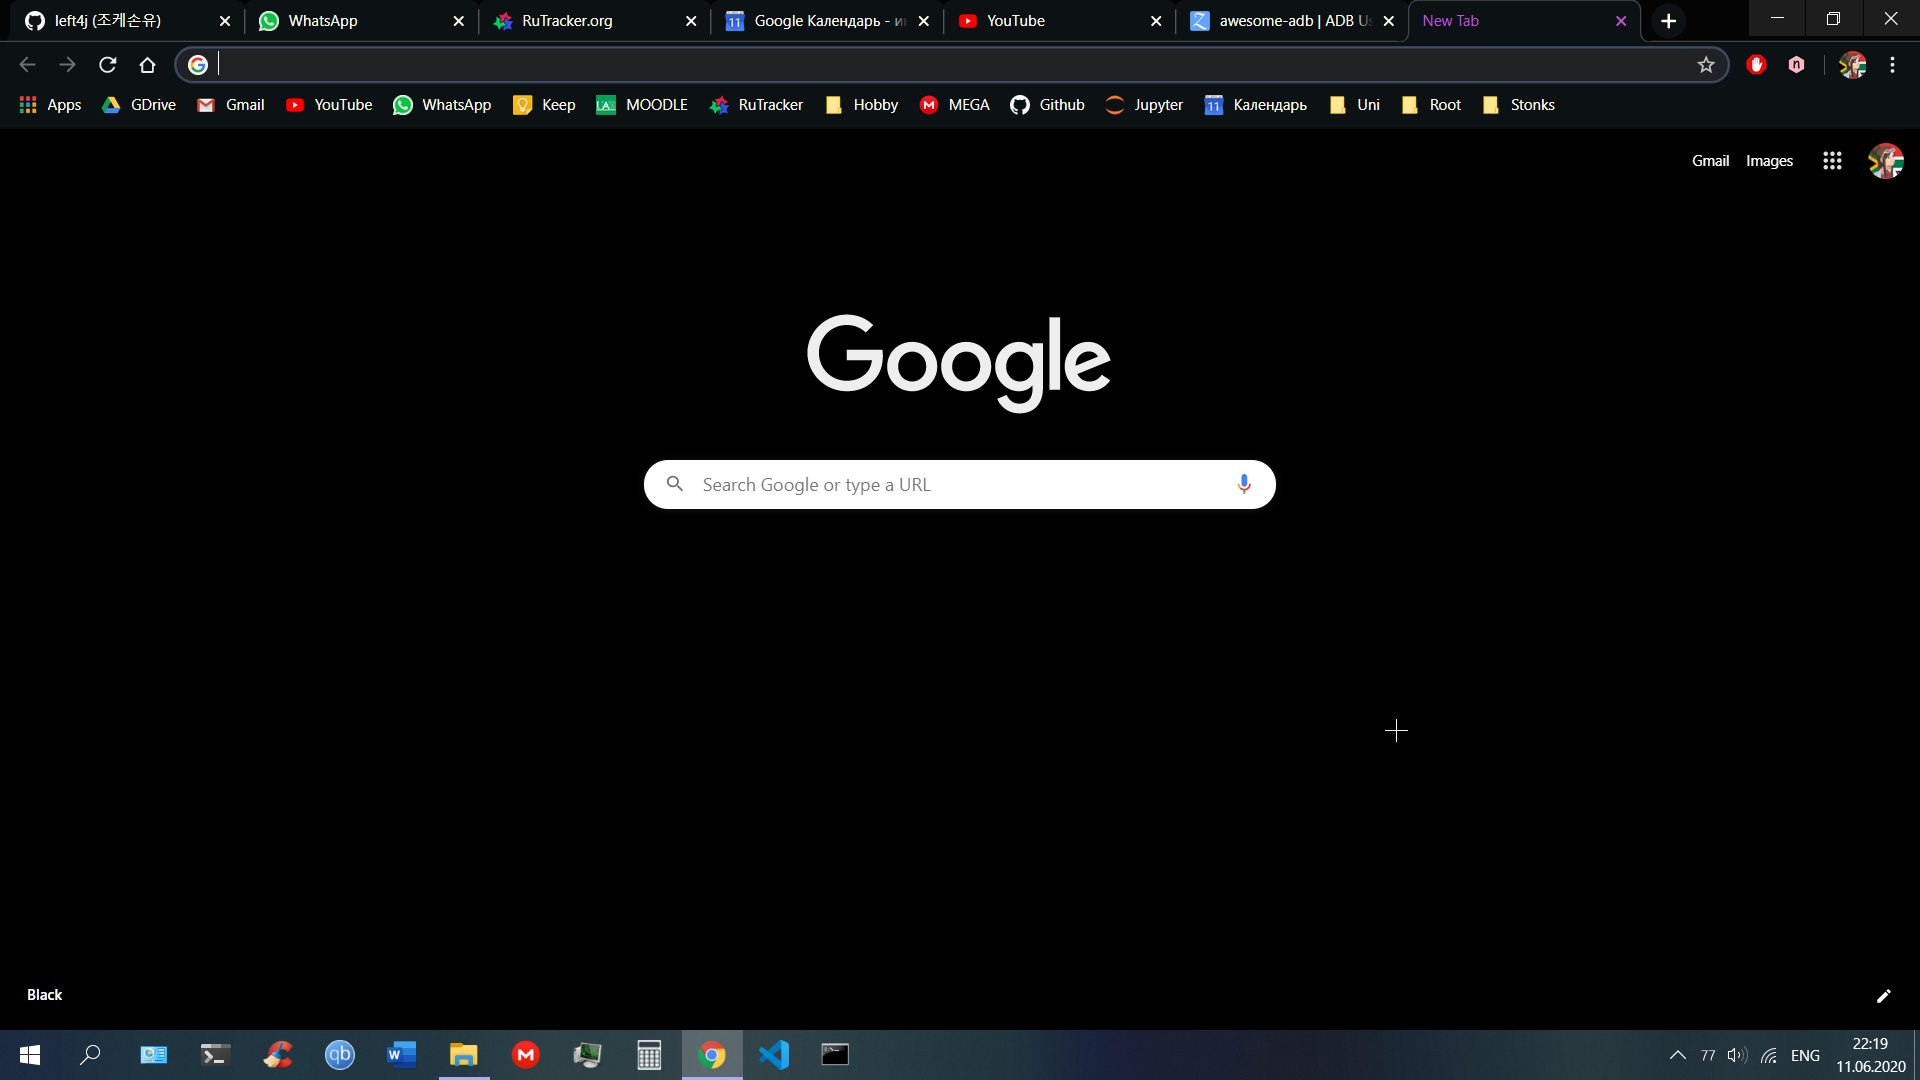 left4j (조케손유)
WhatsApp
RuTracker.org
Google Календарь - ин
YouTube
awesome-adb | ADB Us
New Tab
Apps
GDrive
Gmail
YouTube
WhatsApp
Keep
MOODLE
RuTracker
Hobby
MEGA
Github
Jupyter
Календарь
Uni
Root
Stonks
Gmail
Images
Google
Search Google or type a URL
Black
77
ENG
22:19
11.06.2020